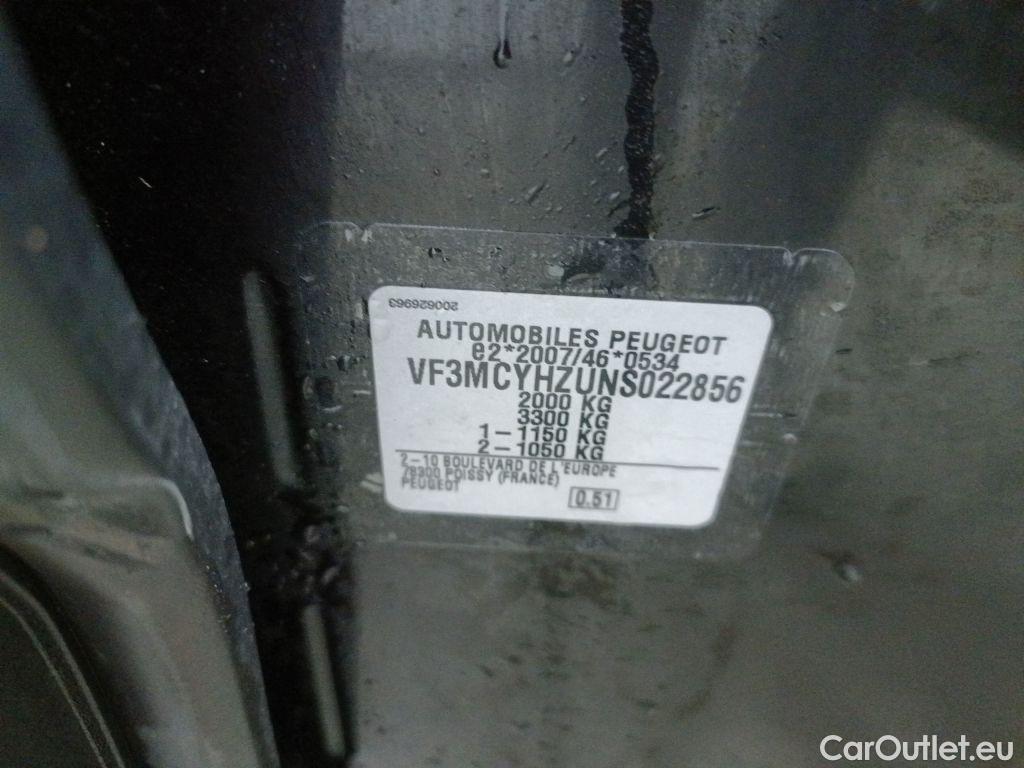 200626963
AUTOMOBILES PEUGEOT
e2*2007/46*0534
VF3MCYHZUNS022856
2000 KG
3300 KG
1-1150 KG
2-1050 KG
2-10 BOULEVARD DE L'EUROPE
78300 POISSY (FRANCE)
PEUGEOT
0.51
CarOutlet.eu